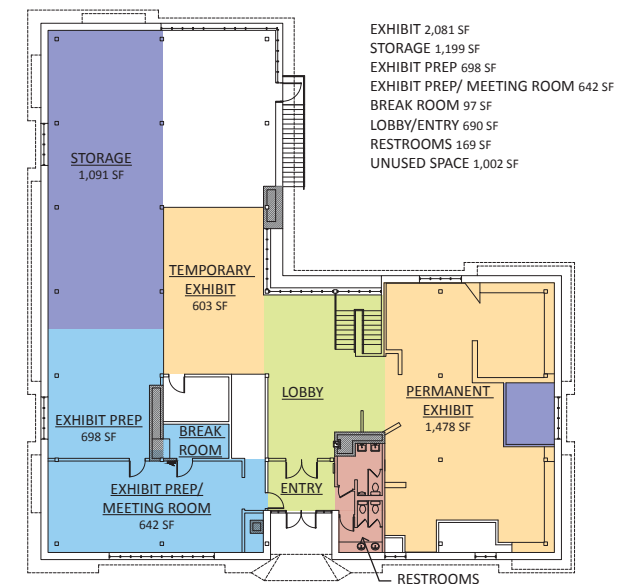 EXHIBIT 2,081 SF
STORAGE 1,199 SF
EXHIBIT PREP 698 SF
EXHIBIT PREP/ MEETING ROOM 642 SF
BREAK ROOM 97 SF
LOBBY/ENTRY 690 SF
RESTROOMS 169 SF
UNUSED SPACE 1,002 SF
STORAGE
1,091 SF
TEMPORARY
EXHIBIT
603 SF
LOBBY
PERMANENT
EXHIBIT
1,478 SF
EXHIBIT PREP
698 SF
BREAK
ROOM
EXHIBIT PREP/
MEETING ROOM
642 SF
ENTRY
RESTROOMS